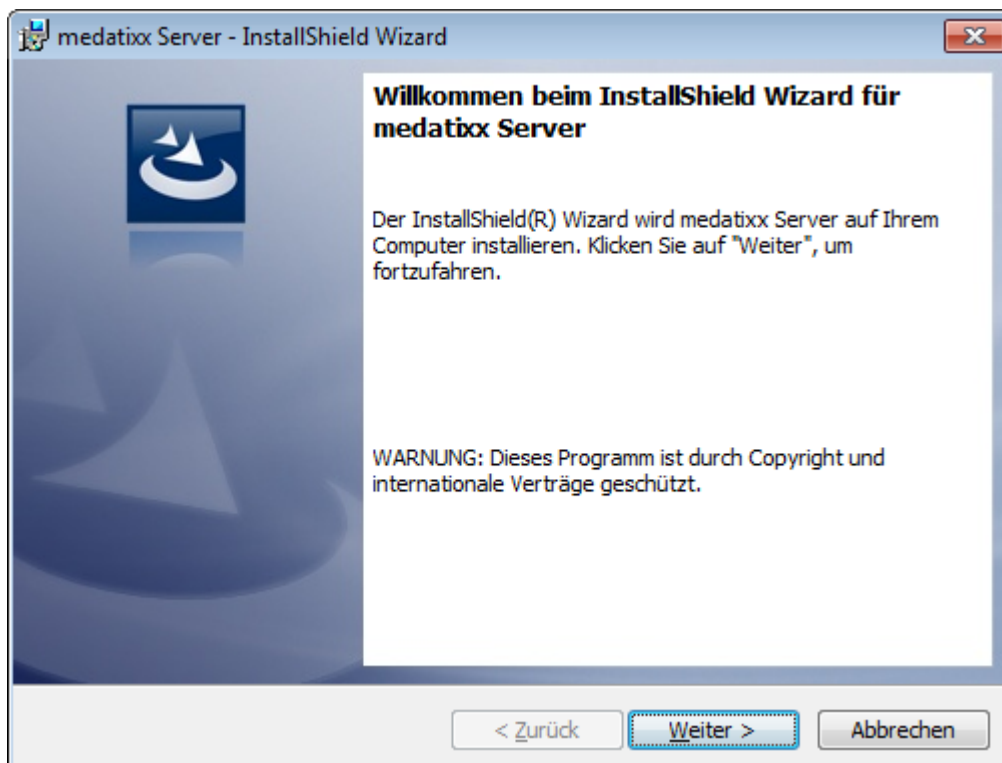 medatixx Server - InstallShield Wizard
Willkommen beim InstallShield Wizard für
medatixx Server
Der InstallShield(R) Wizard wird medatixx Server auf Ihrem
Computer installieren. Klicken Sie auf "Weiter", um
fortzufahren.
WARNUNG: Dieses Programm ist durch Copyright und
internationale Verträge geschützt.
< Zurück
Weiter >
Abbrechen